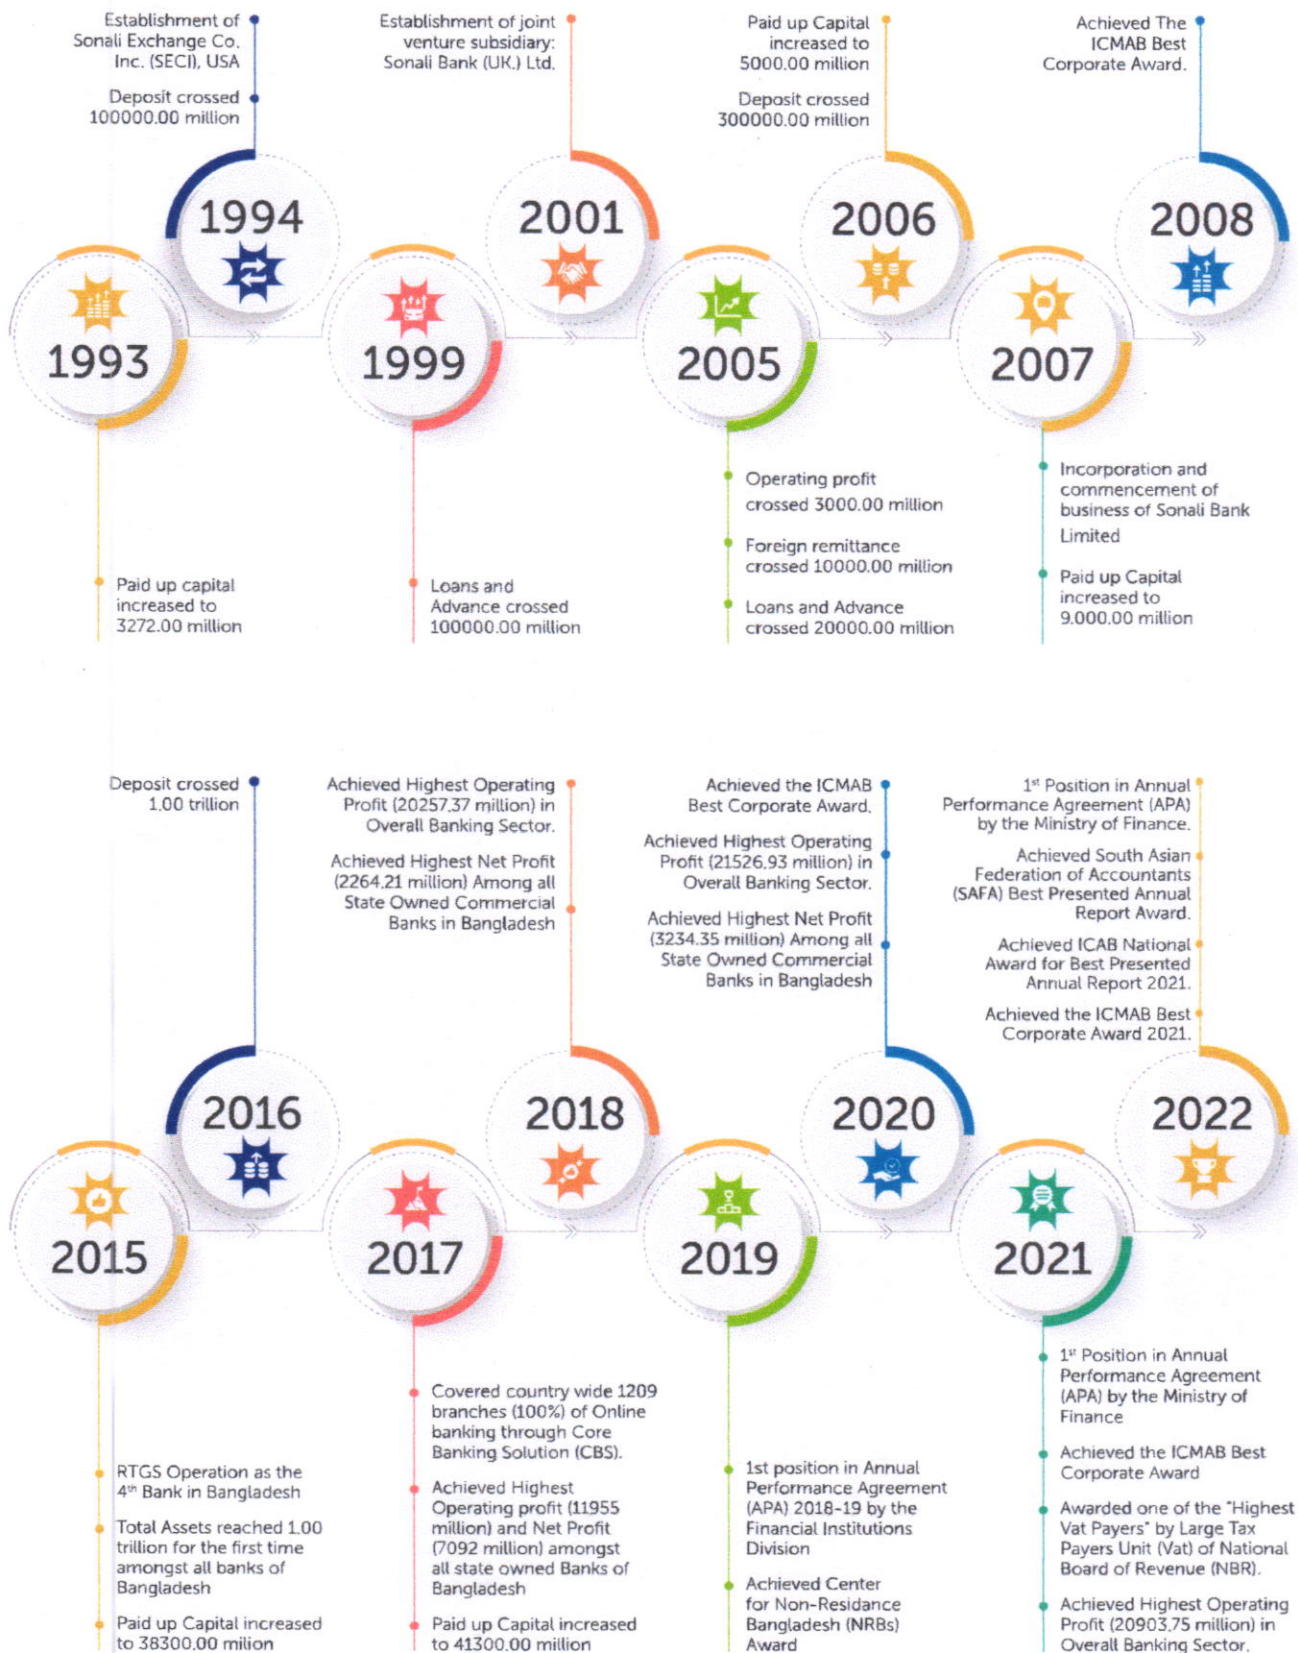 Establishment of
Sonali Exchange Co.
Inc. (SECI), USA
Deposit crossed
100000.00 million
1994
Establishment of joint
venture subsidiary:
Sonali Bank (UK.) Ltd.
2001
Paid up Capital
increased to
5000.00 million
Deposit crossed
300000.00 million
2006
Achieved The
ICMAB Best
Corporate Award.
2008
1993
Paid up capital
increased to
3272.00 million
1999
Loans and
Advance crossed
100000.00 million
2005
Operating profit
crossed 3000.00 million
Foreign remittance
crossed 10000.00 million
Loans and Advance
crossed 20000.00 million
2007
Incorporation and
commencement of
business of Sonali Bank
Limited
Paid up Capital
increased to
9.000.00 million
Deposit crossed
1.00 trillion
2016
Achieved Highest Operating
Profit (20257.37 million) in
Overall Banking Sector.
Achieved Highest Net Profit
(2264.21 million) Among all
State Owned Commercial
Banks in Bangladesh
2018
Achieved the ICMAB
Best Corporate Award.
Achieved Highest Operating
Profit (21526.93 million) in
Overall Banking Sector.
Achieved Highest Net Profit
(3234.35 million) Among all
State Owned Commercial
Banks in Bangladesh
2020
1st Position in Annual
Performance Agreement (APA)
by the Ministry of Finance.
Achieved South Asian
Federation of Accountants
(SAFA) Best Presented Annual
Report Award.
Achieved ICAB National
Award for Best Presented
Annual Report 2021.
Achieved the ICMAB Best
Corporate Award 2021.
2022
2015
RTGS Operation as the
4th Bank in Bangladesh
Total Assets reached 1.00
trillion for the first time
amongst all banks of
Bangladesh
Paid up Capital increased
to 38300.00 milion
2017
Covered country wide 1209
branches (100%) of Online
banking through Core
Banking Solution (CBS).
Achieved Highest
Operating profit (11955
million) and Net Profit
(7092 million) amongst
all state owned Banks of
Bangladesh
Paid up Capital increased
to 41300.00 million
2019
1st position in Annual
Performance Agreement
(APA) 2018-19 by the
Financial Institutions
Division
Achieved Center
for Non-Residance
Bangladesh (NRBs)
Award
2021
1st Position in Annual
Performance Agreement
(APA) by the Ministry of
Finance
Achieved the ICMAB Best
Corporate Award
Awarded one of the "Highest
Vat Payers" by Large Tax
Payers Unit (Vat) of National
Board of Revenue (NBR).
Achieved Highest Operating
Profit (20903.75 million) in
Overall Banking Sector.